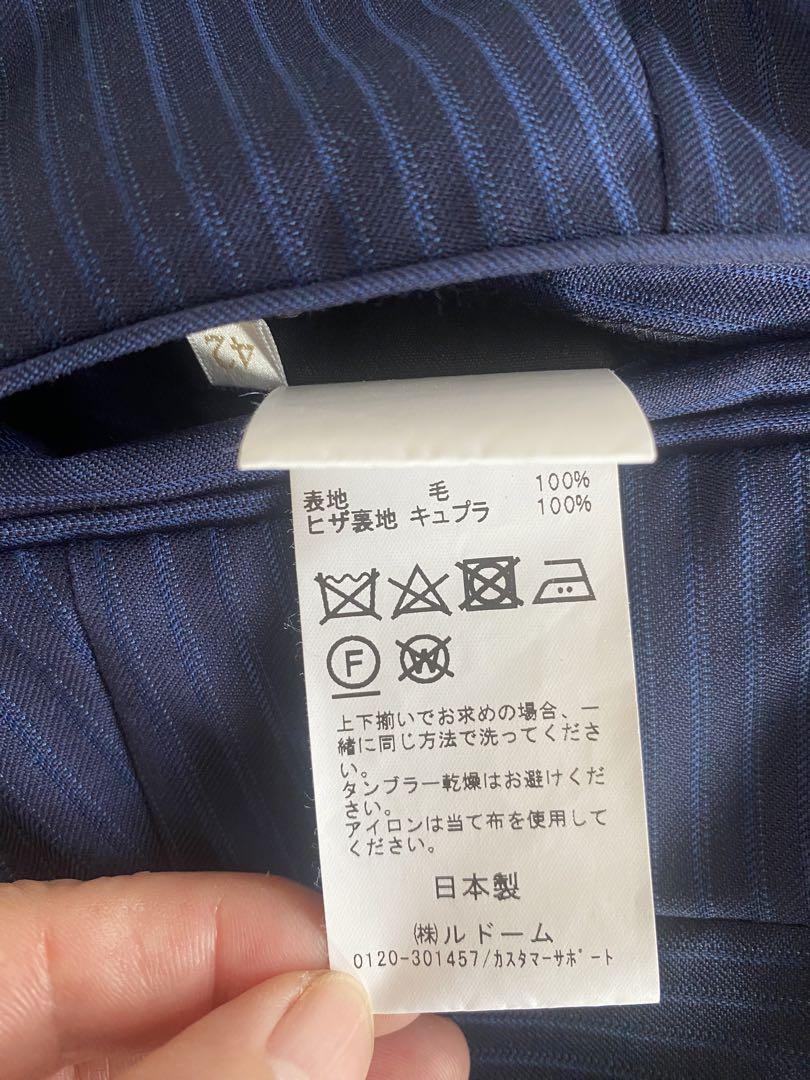 42
表地 毛 100%
ヒザ裏地 キュプラ 100%
F
W
上下揃いでお求めの場合、一
緒に同じ方法で洗ってくださ
い。
タンブラー乾燥はお避けくだ
さい。
アイロンは当て布を使用して
ください。
日本製
㈱ルドーム
0120-301457/カスタマーサポート